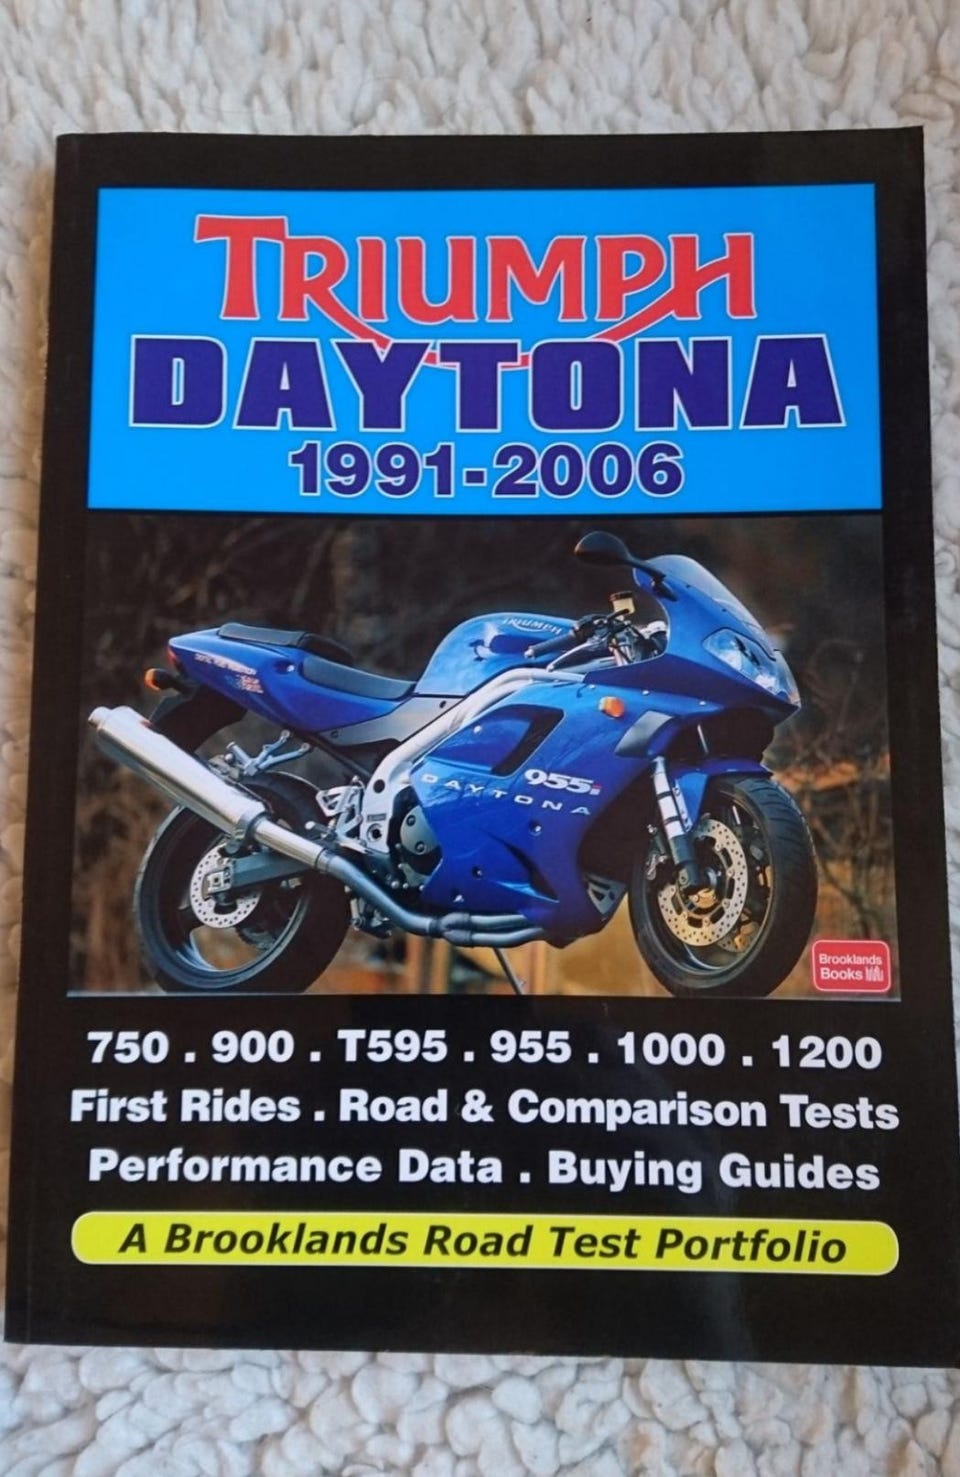 TRIUMPH
DAYTONA
1991-2006
TRIUMPH
955i
DAYTONA
Brooklands
Books
750 . 900 . T595 . 955 . 1000 . 1200
First Rides . Road & Comparison Tests
Performance Data . Buying Guides
A Brooklands Road Test Portfolio